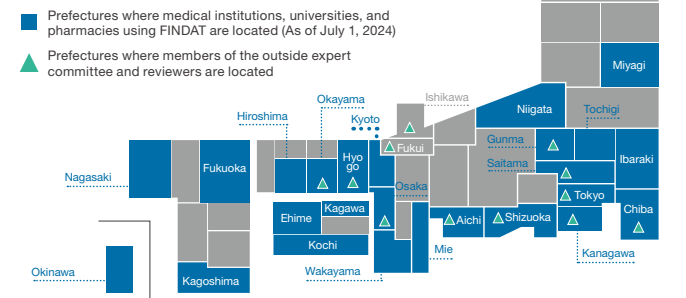 Prefectures where medical institutions, universities, and
pharmacies using FINDAT are located (As of July 1, 2024)
Prefectures where members of the outside expert
committee and reviewers are located
Miyagi
Ishikawa
Okayama
Niigata
Tochigi
Hiroshima
Kyoto
Gunma
Fukui
Saitama
Hyo
go
Ibaraki
Fukuoka
Nagasaki
Osaka
Tokyo
Kagawa
Chiba
Ehime
Aichi
Shizuoka
Kochi
Mie
Kanagawa
Wakayama
Okinawa
Kagoshima